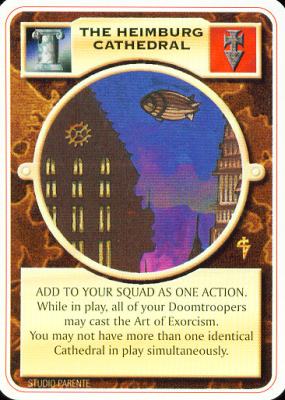 THE HEIMBURG
CATHEDRAL
ADD TO YOUR SQUAD AS ONE ACTION.
While in play, all of your Doomtroopers
may cast the Art of Exorcism.
You may not have more than one identical
Cathedral in play simultaneously.
STUDIO PARENTE